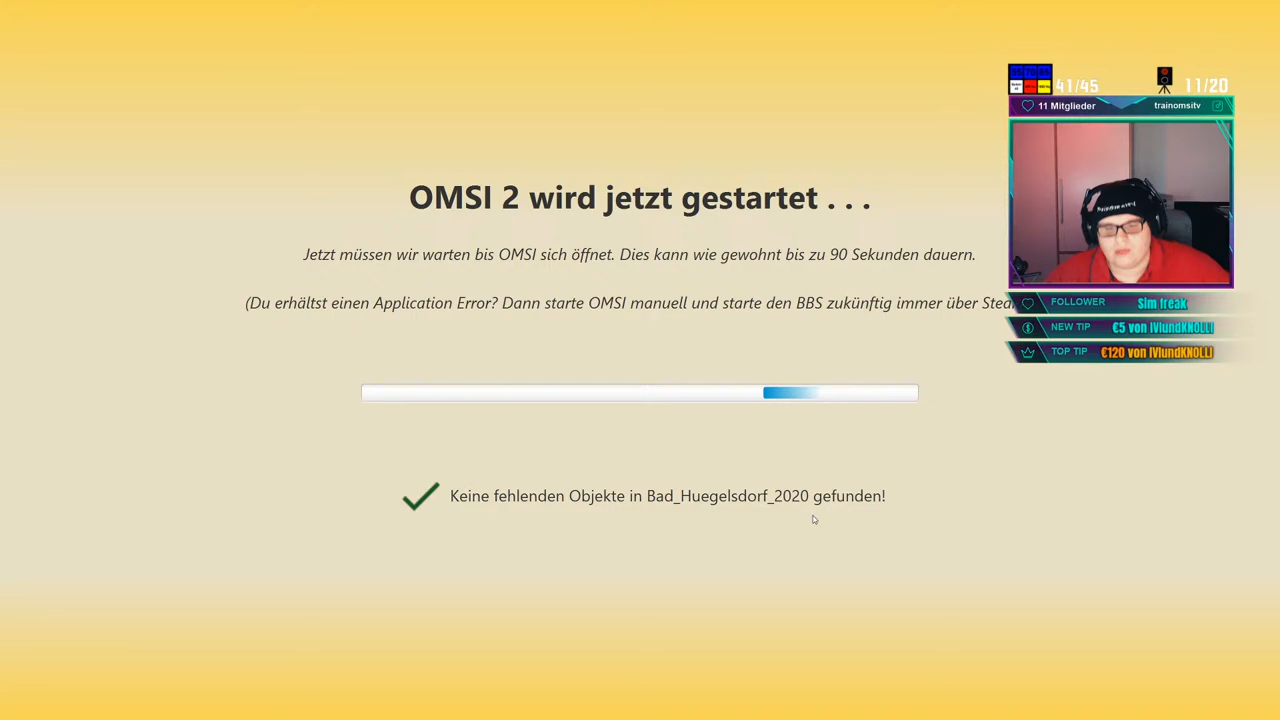 41/45
11/20
11 Mitglieder
trainomsitv
OMSI 2 wird jetzt gestartet . . .
Jetzt müssen wir warten bis OMSI sich öffnet. Dies kann wie gewohnt bis zu 90 Sekunden dauern.
(Du erhältst einen Application Error? Dann starte OMSI manuell und starte den BBS zukünftig immer über Stea
FOLLOWER Sim freak
NEW TIP €5 von IVIundKNOLLI
TOP TIP €120 von IVIundKNOLLI
Keine fehlenden Objekte in Bad_Huegelsdorf_2020 gefunden!